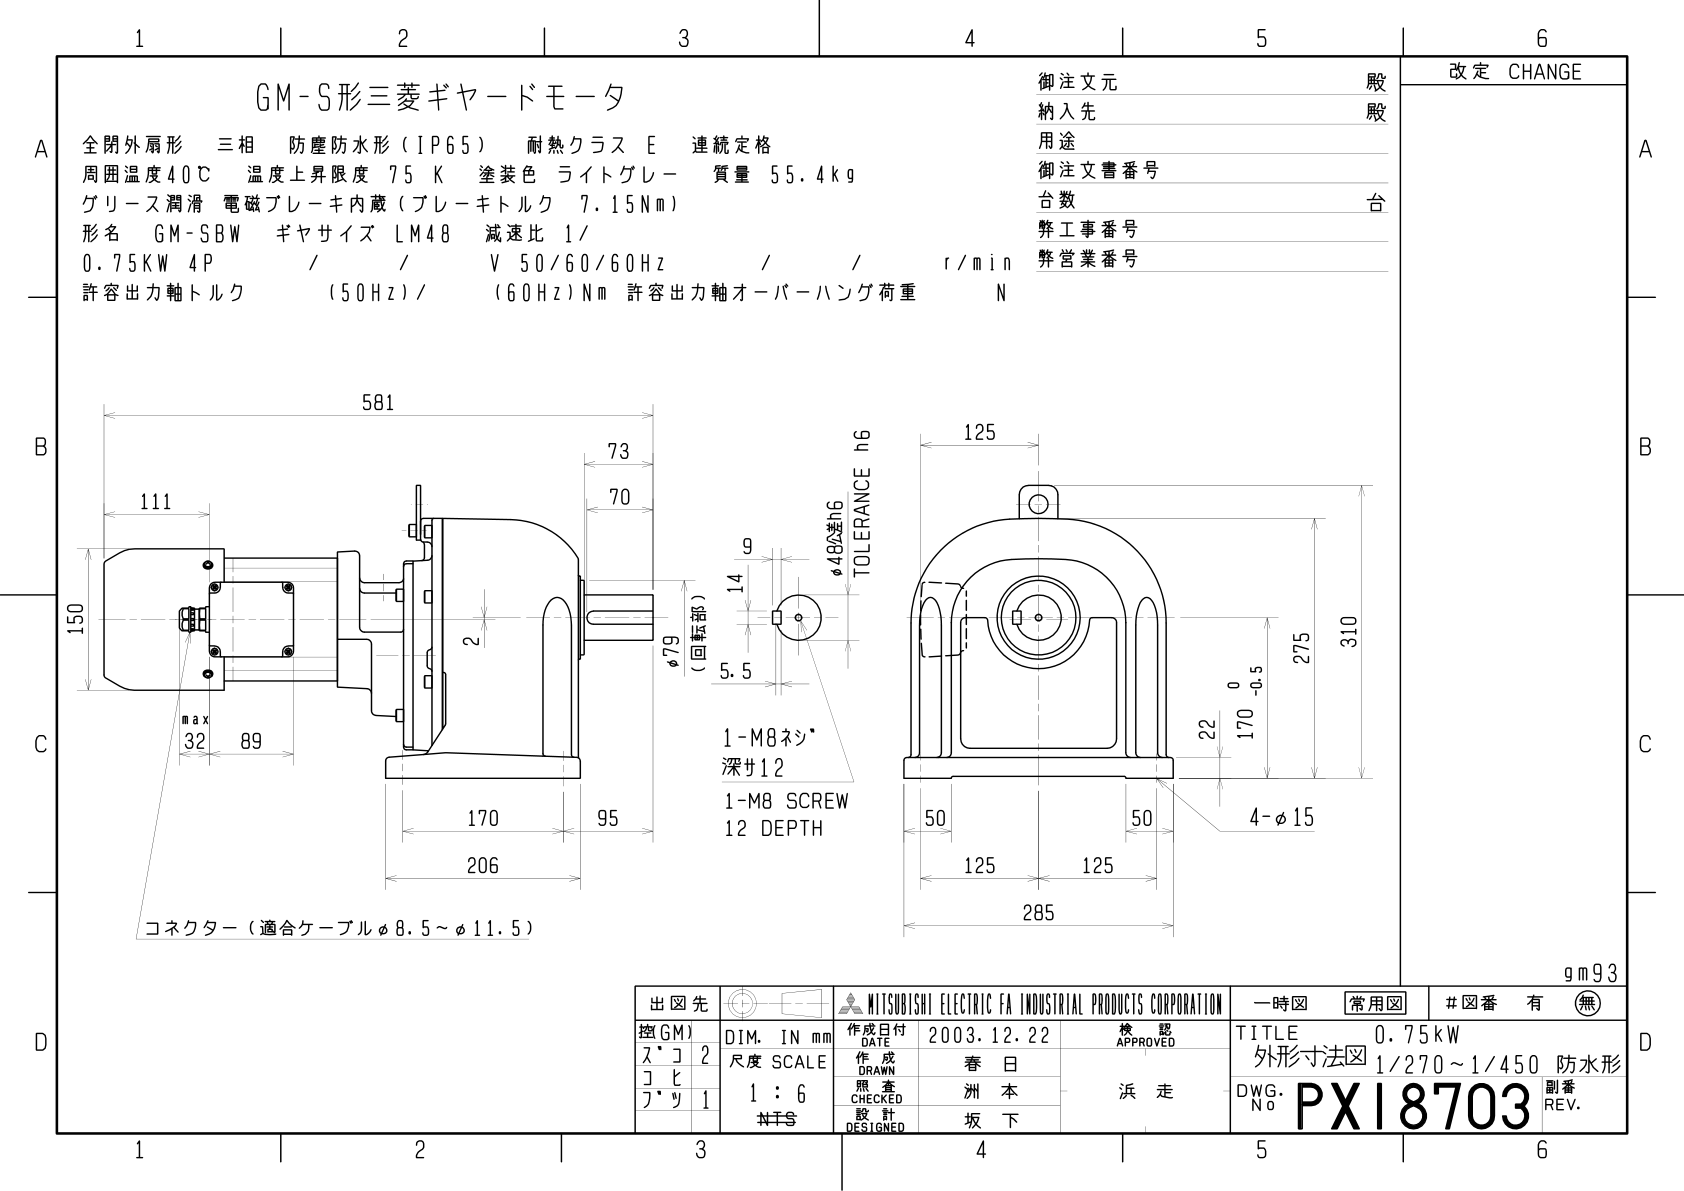 1 2 3 4 5 6
改定 CHANGE
GM-S形三菱ギヤードモータ
全閉外扇形 三相 防塵防水形(IP65) 耐熱クラス E 連続定格
周囲温度40℃ 温度上昇限度 75 K 塗装色 ライトグレー 質量 55.4kg
グリース潤滑 電磁ブレーキ内蔵(ブレーキトルク 7.15Nm)
形名 GM-SBW ギヤサイズ LM48 減速比 1/
0.75KW 4P / / V 50/60/60Hz / / r/min
許容出力軸トルク (50Hz)/ (60Hz)Nm 許容出力軸オーバーハング荷重 N
御注文元 殿
納入先 殿
用途
御注文書番号
台数 台
弊工事番号
弊営業番号
A A
B B
C C
D D
581
73
70
111
150
2
φ79
(回転部)
max
32 89
170 95
206
コネクター(適合ケーブルφ8.5～φ11.5)
9
14
5.5
φ48公差h6
TOLERANCE h6
1-M8ネジ
深サ12
1-M8 SCREW
12 DEPTH
125
310
275
170 0 -0.5
22
50 50
4-φ15
125 125
285
gm93
出図先
MITSUBISHI ELECTRIC FA INDUSTRIAL PRODUCTS CORPORATION
一時図 常用図 #図番 有 無
控(GM)
ズコ 2
コヒ
ブツ 1
DIM. IN mm
尺度 SCALE
1 : 6
NTS
作成日付 DATE 2003.12.22
作成 DRAWN 春日
照査 CHECKED 洲本
設計 DESIGNED 坂下
検認 APPROVED
浜走
TITLE 0.75kW
外形寸法図 1/270～1/450 防水形
DWG. No PX18703
副番 REV.
1 2 3 4 5 6